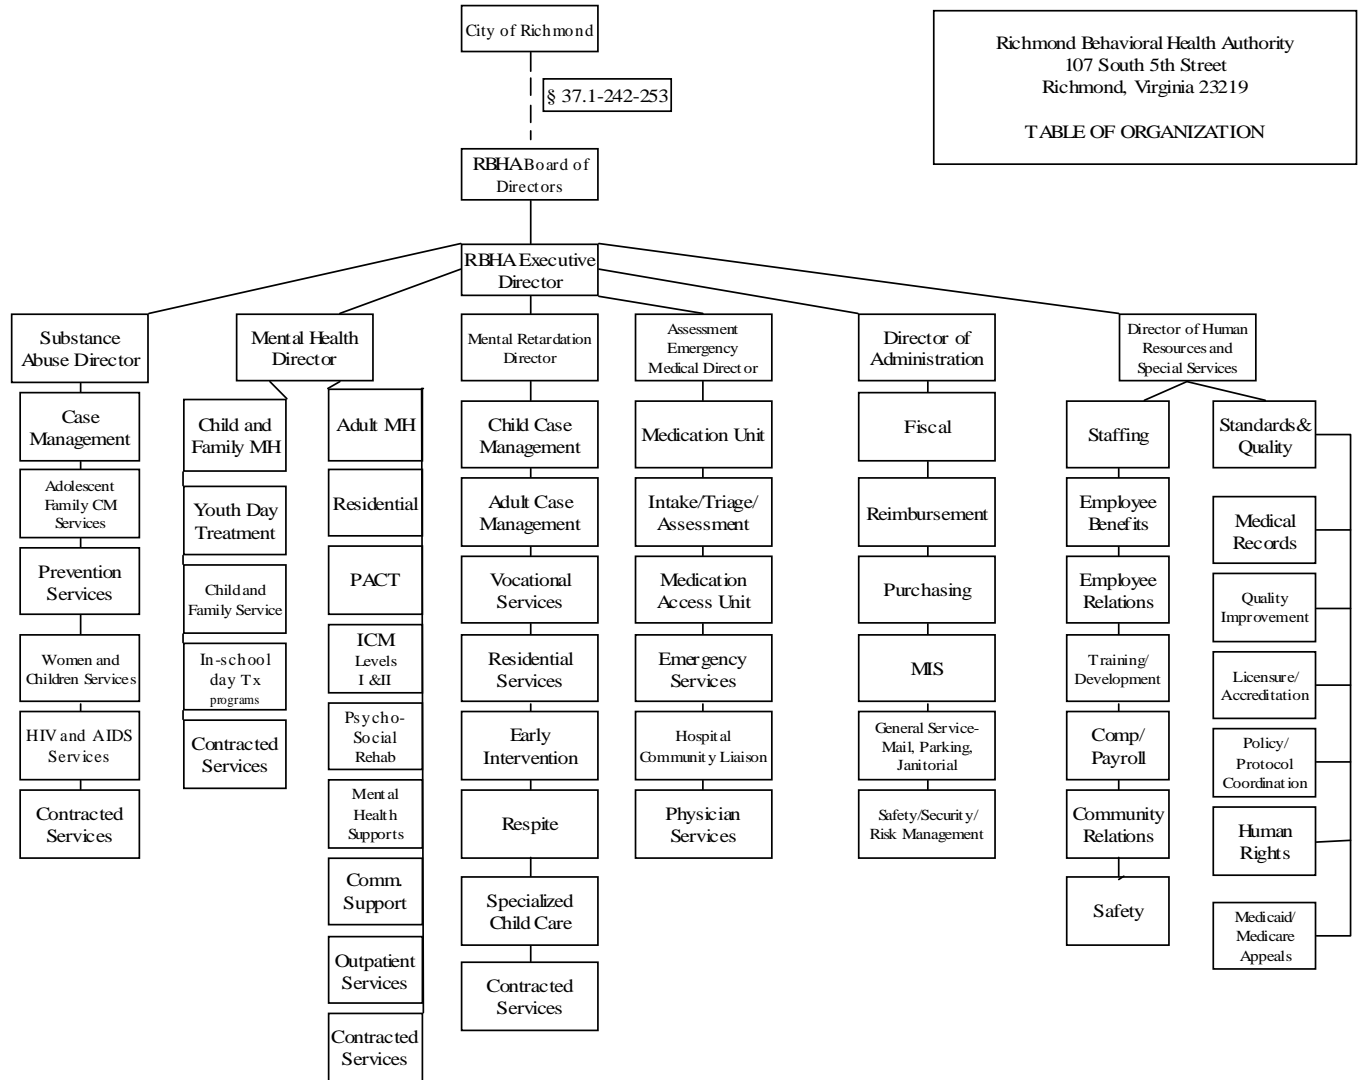 City of Richmond
§ 37.1-242-253
Richmond Behavioral Health Authority
107 South 5th Street
Richmond, Virginia 23219
TABLE OF ORGANIZATION
RBHA Board of
Directors
RBHA Executive
Director
Substance
Abuse Director
Case
Management
Adolescent
Family CM
Services
Prevention
Services
Women and
Children Services
HIV and AIDS
Services
Contracted
Services
Mental Health
Director
Child and
Family MH
Youth Day
Treatment
Child and
Family Service
In-school
day Tx
programs
Contracted
Services
Adult MH
Residential
PACT
ICM
Levels
I &II
Psycho-
Social
Rehab
Mental
Health
Supports
Comm.
Support
Outpatient
Services
Contracted
Services
Mental Retardation
Director
Child Case
Management
Adult Case
Management
Vocational
Services
Residential
Services
Early
Intervention
Respite
Specialized
Child Care
Contracted
Services
Assessment
Emergency
Medical Director
Medication Unit
Intake/Triage/
Assessment
Medication
Access Unit
Emergency
Services
Hospital
Community Liaison
Physician
Services
Director of
Administration
Fiscal
Reimbursement
Purchasing
MIS
General Service-
Mail, Parking,
Janitorial
Safety/Security/
Risk Management
Director of Human
Resources and
Special Services
Staffing
Employee
Benefits
Employee
Relations
Training/
Development
Comp/
Payroll
Community
Relations
Safety
Standards &
Quality
Medical
Records
Quality
Improvement
Licensure/
Accreditation
Policy/
Protocol
Coordination
Human
Rights
Medicaid/
Medicare
Appeals